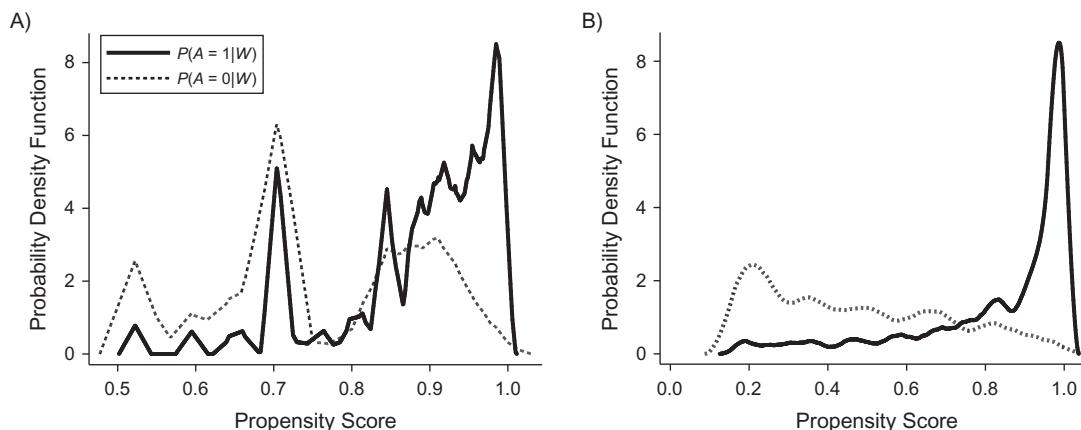 A)
P(A = 1|W)
P(A = 0|W)
Probability Density Function
8
6
4
2
0
0.5 0.6 0.7 0.8 0.9 1.0
Propensity Score
B)
Probability Density Function
8
6
4
2
0
0.0 0.2 0.4 0.6 0.8 1.0
Propensity Score